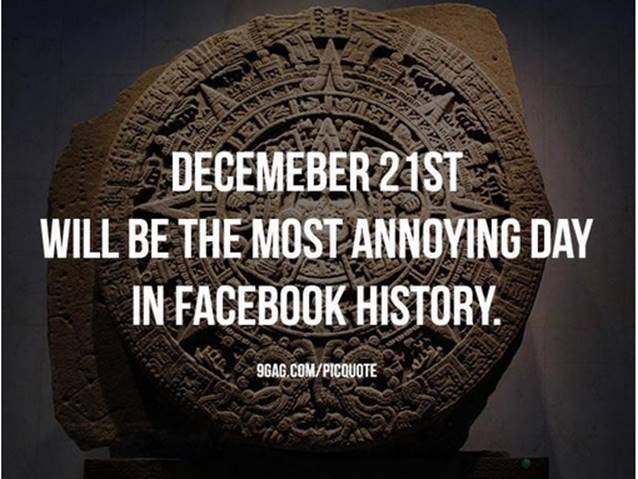 DECEMEBER 21ST
WILL BE THE MOST ANNOYING DAY
IN FACEBOOK HISTORY.
9GAG.COM/PICQUOTE